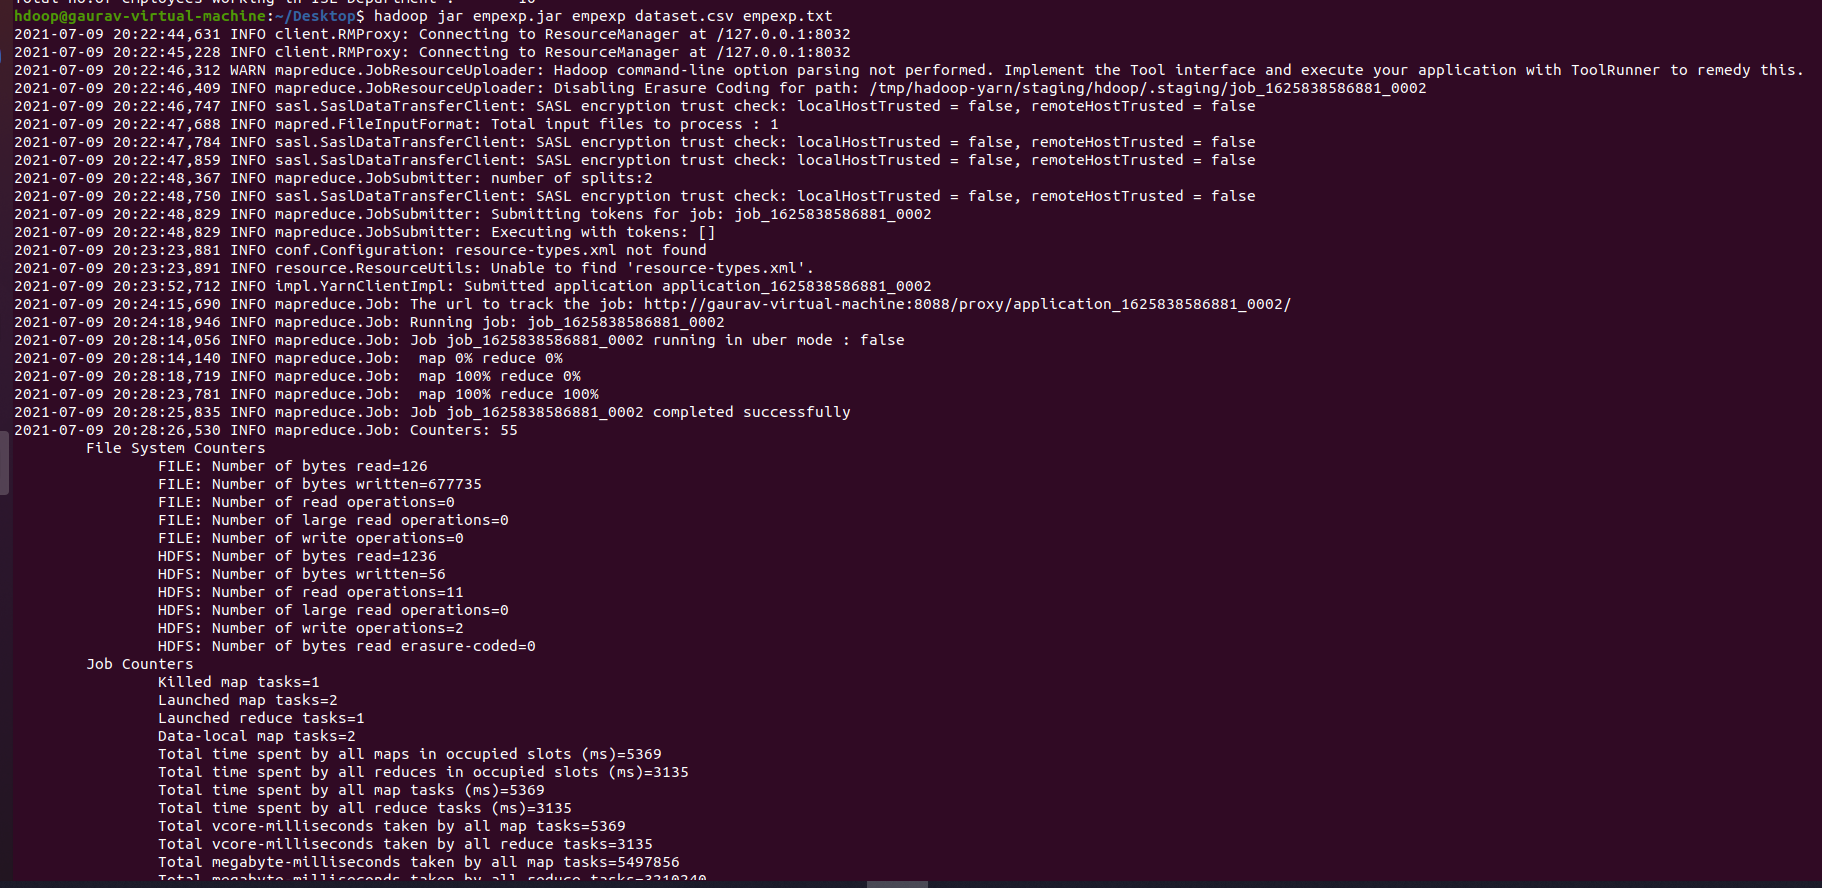 Total no.of employees working in ISE Department :       10
hdoop@gaurav-virtual-machine:~/Desktop$ hadoop jar empexp.jar empexp dataset.csv empexp.txt
2021-07-09 20:22:44,631 INFO client.RMProxy: Connecting to ResourceManager at /127.0.0.1:8032
2021-07-09 20:22:45,228 INFO client.RMProxy: Connecting to ResourceManager at /127.0.0.1:8032
2021-07-09 20:22:46,312 WARN mapreduce.JobResourceUploader: Hadoop command-line option parsing not performed. Implement the Tool interface and execute your application with ToolRunner to remedy this.
2021-07-09 20:22:46,409 INFO mapreduce.JobResourceUploader: Disabling Erasure Coding for path: /tmp/hadoop-yarn/staging/hdoop/.staging/job_1625838586881_0002
2021-07-09 20:22:46,747 INFO sasl.SaslDataTransferClient: SASL encryption trust check: localHostTrusted = false, remoteHostTrusted = false
2021-07-09 20:22:47,688 INFO mapred.FileInputFormat: Total input files to process : 1
2021-07-09 20:22:47,784 INFO sasl.SaslDataTransferClient: SASL encryption trust check: localHostTrusted = false, remoteHostTrusted = false
2021-07-09 20:22:47,859 INFO sasl.SaslDataTransferClient: SASL encryption trust check: localHostTrusted = false, remoteHostTrusted = false
2021-07-09 20:22:48,367 INFO mapreduce.JobSubmitter: number of splits:2
2021-07-09 20:22:48,750 INFO sasl.SaslDataTransferClient: SASL encryption trust check: localHostTrusted = false, remoteHostTrusted = false
2021-07-09 20:22:48,829 INFO mapreduce.JobSubmitter: Submitting tokens for job: job_1625838586881_0002
2021-07-09 20:22:48,829 INFO mapreduce.JobSubmitter: Executing with tokens: []
2021-07-09 20:23:23,881 INFO conf.Configuration: resource-types.xml not found
2021-07-09 20:23:23,891 INFO resource.ResourceUtils: Unable to find 'resource-types.xml'.
2021-07-09 20:23:52,712 INFO impl.YarnClientImpl: Submitted application application_1625838586881_0002
2021-07-09 20:24:15,690 INFO mapreduce.Job: The url to track the job: http://gaurav-virtual-machine:8088/proxy/application_1625838586881_0002/
2021-07-09 20:24:18,946 INFO mapreduce.Job: Running job: job_1625838586881_0002
2021-07-09 20:28:14,056 INFO mapreduce.Job: Job job_1625838586881_0002 running in uber mode : false
2021-07-09 20:28:14,140 INFO mapreduce.Job:  map 0% reduce 0%
2021-07-09 20:28:18,719 INFO mapreduce.Job:  map 100% reduce 0%
2021-07-09 20:28:23,781 INFO mapreduce.Job:  map 100% reduce 100%
2021-07-09 20:28:25,835 INFO mapreduce.Job: Job job_1625838586881_0002 completed successfully
2021-07-09 20:28:26,530 INFO mapreduce.Job: Counters: 55
File System Counters
FILE: Number of bytes read=126
FILE: Number of bytes written=677735
FILE: Number of read operations=0
FILE: Number of large read operations=0
FILE: Number of write operations=0
HDFS: Number of bytes read=1236
HDFS: Number of bytes written=56
HDFS: Number of read operations=11
HDFS: Number of large read operations=0
HDFS: Number of write operations=2
HDFS: Number of bytes read erasure-coded=0
Job Counters
Killed map tasks=1
Launched map tasks=2
Launched reduce tasks=1
Data-local map tasks=2
Total time spent by all maps in occupied slots (ms)=5369
Total time spent by all reduces in occupied slots (ms)=3135
Total time spent by all map tasks (ms)=5369
Total time spent by all reduce tasks (ms)=3135
Total vcore-milliseconds taken by all map tasks=5369
Total vcore-milliseconds taken by all reduce tasks=3135
Total megabyte-milliseconds taken by all map tasks=5497856
Total megabyte-milliseconds taken by all reduce tasks=3210240